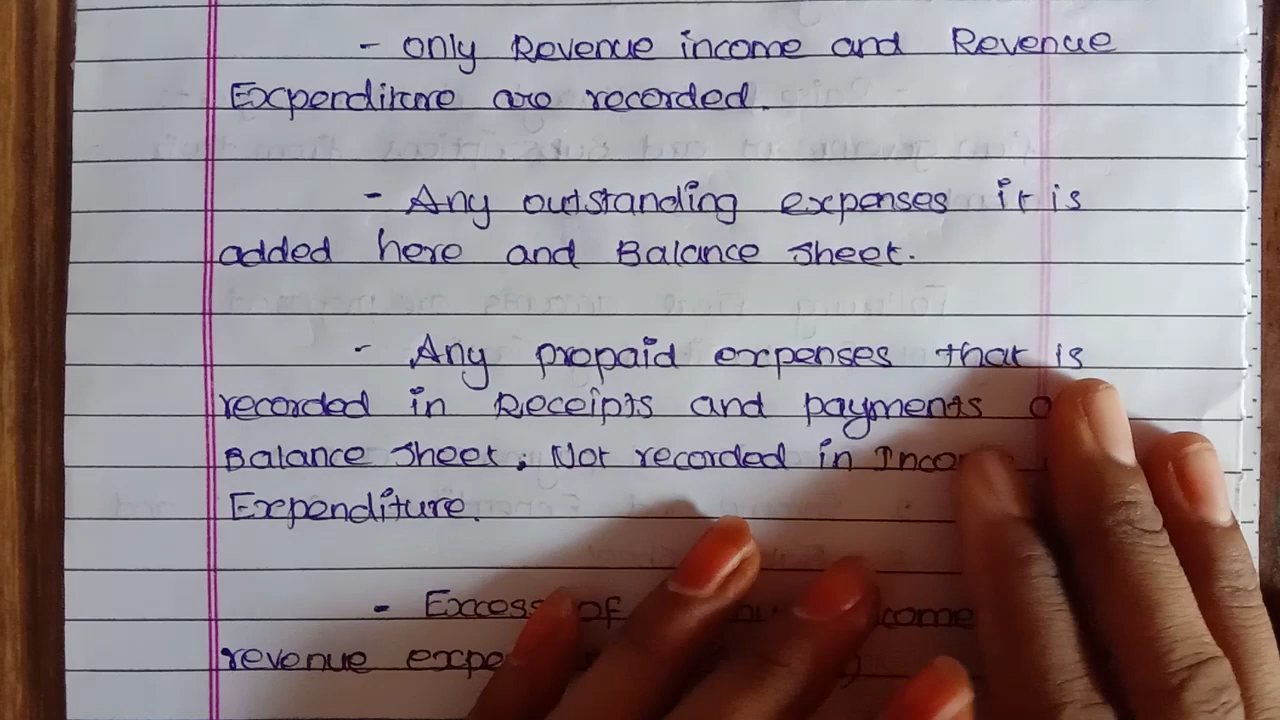 - only Revenue income and Revenue
Expenditure are recorded.
- Any outstanding expenses it is
added here and Balance Sheet.
- Any prepaid expenses that is
recorded in Receipts and payments
Balance Sheet, Not recorded in
Expenditure.
- Excess of
revenue